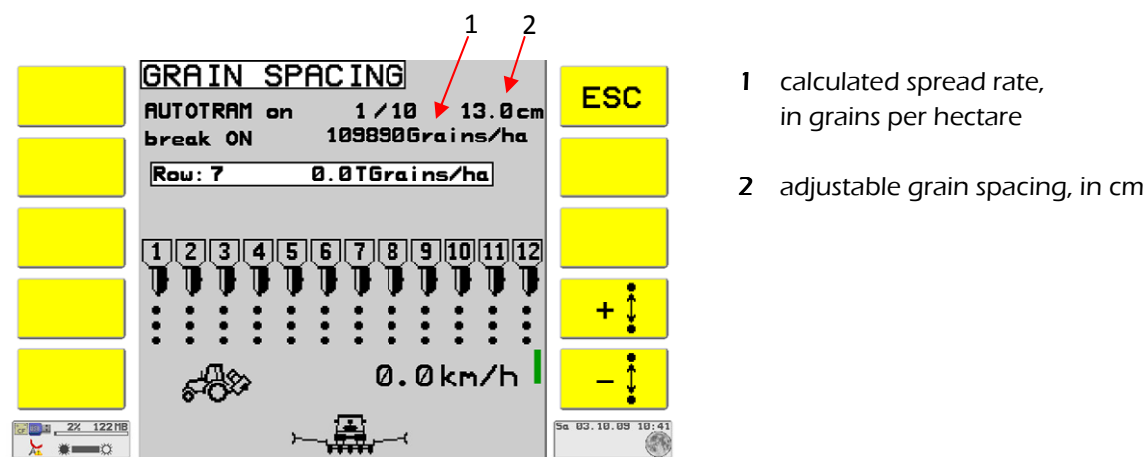 1 2
GRAIN SPACING
AUTOTRAM on 1/10 13.0cm
break ON 109890Grains/ha
Row: 7 0.0TGrains/ha
1 2 3 4 5 6 7 8 9 10 11 12
0.0km/h
2% 122MB
ESC
+
–
Sa 03.10.09 10:41
1 calculated spread rate,
in grains per hectare
2 adjustable grain spacing, in cm